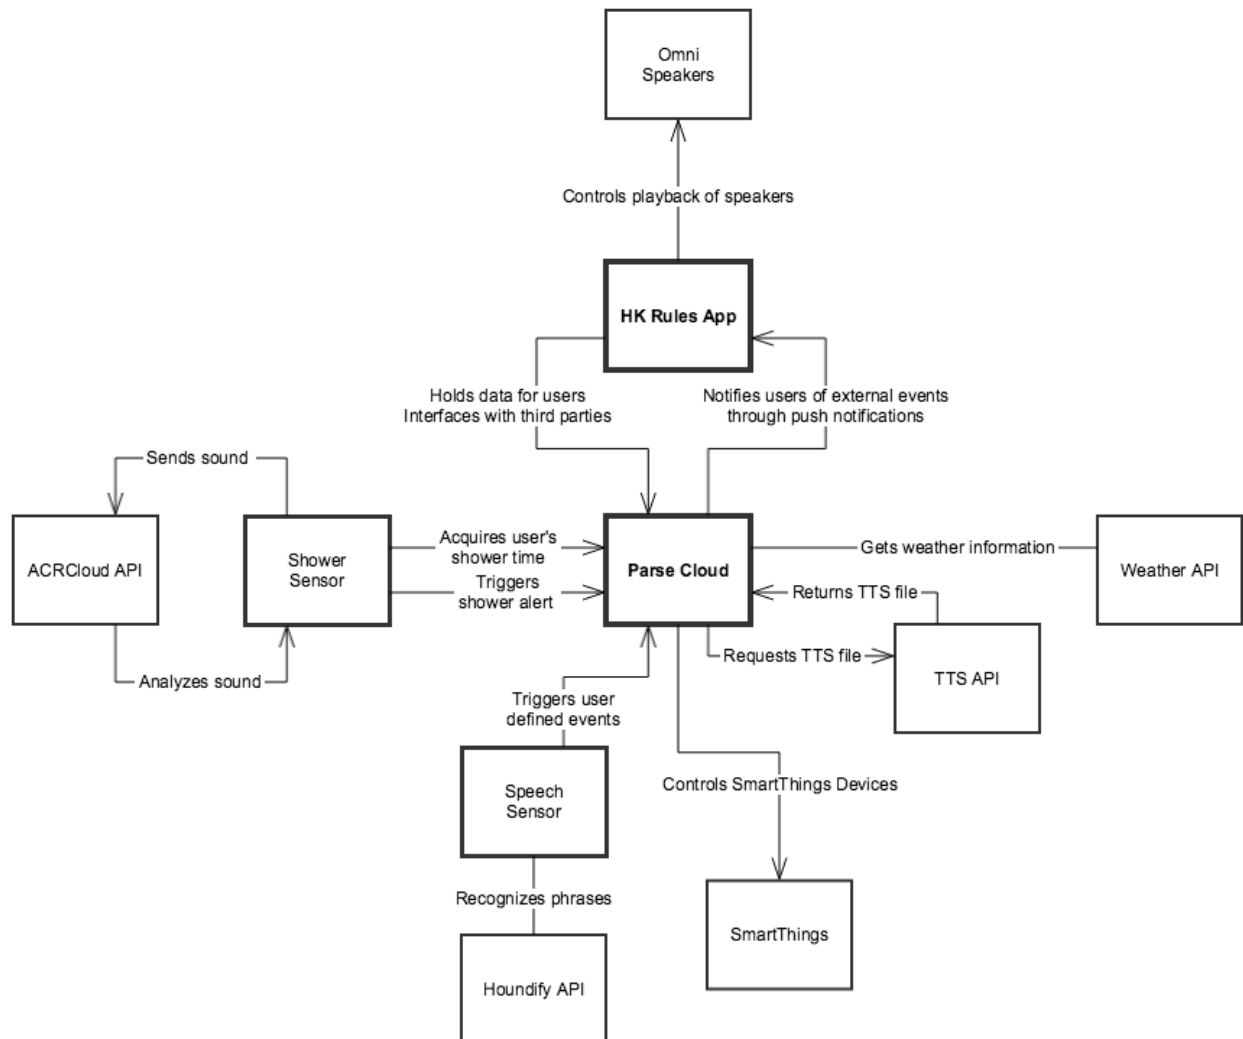 Omni
Speakers
Controls playback of speakers
HK Rules App
Holds data for users
Interfaces with third parties
Notifies users of external events
through push notifications
Sends sound
ACRCloud API
Shower
Sensor
Analyzes sound
Acquires user's
shower time
Triggers
shower alert
Parse Cloud
Gets weather information
Weather API
Returns TTS file
Requests TTS file
TTS API
Triggers user
defined events
Speech
Sensor
Controls SmartThings Devices
Recognizes phrases
SmartThings
Houndify API